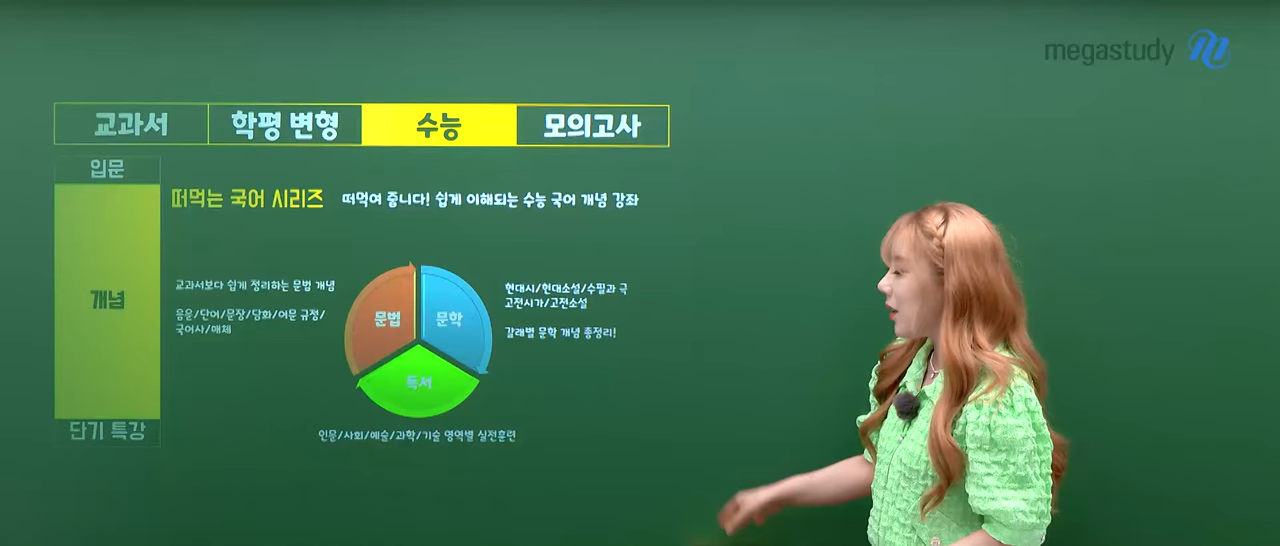 megastudy
교과서 학평 변형 수능 모의고사
입문
떠먹는 국어 시리즈 떠먹여 줍니다! 쉽게 이해되는 수능 국어 개념 강좌
개념
교과서보다 쉽게 정리하는 문법 개념
음운/단어/문장/담화/어문 규정/
국어사/매체
문법
문학
독서
현대시/현대소설/수필과 극
고전시가/고전소설
갈래별 문학 개념 총정리!
인문/사회/예술/과학/기술 영역별 실전훈련
단기 특강